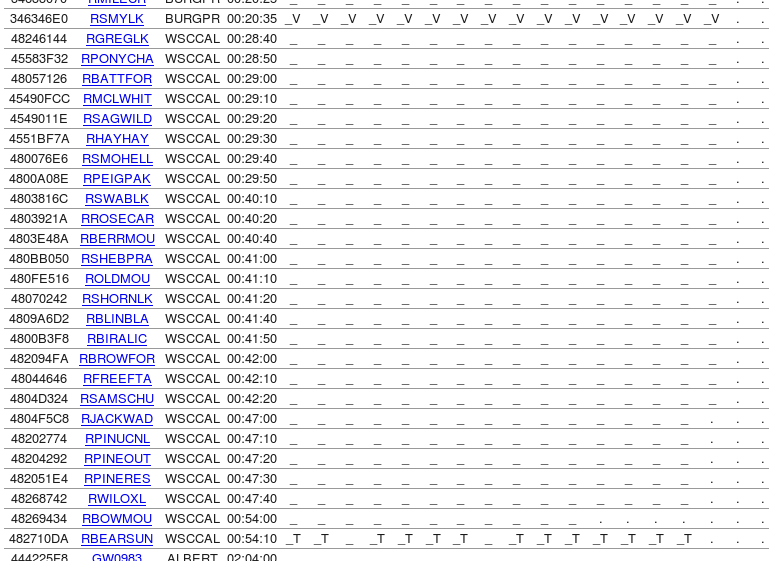 346346E0 RSMYLK BURGPR 00:20:35 _V _V _V _V _V _V _V _V _V _V _V _V _V _V _V _V . .
48246144 RGREGLK WSCCAL 00:28:40 _ _ _ _ _ _ _ _ _ _ _ _ _ _ _ _ . .
45583F32 RPONYCHA WSCCAL 00:28:50 _ _ _ _ _ _ _ _ _ _ _ _ _ _ _ _ . .
48057126 RBATTFOR WSCCAL 00:29:00 _ _ _ _ _ _ _ _ _ _ _ _ _ _ _ _ . .
45490FCC RMCLWHIT WSCCAL 00:29:10 _ _ _ _ _ _ _ _ _ _ _ _ _ _ _ _ . .
4549011E RSAGWILD WSCCAL 00:29:20 _ _ _ _ _ _ _ _ _ _ _ _ _ _ _ _ . .
4551BF7A RHAYHAY WSCCAL 00:29:30 _ _ _ _ _ _ _ _ _ _ _ _ _ _ _ _ . .
480076E6 RSMOHELL WSCCAL 00:29:40 _ _ _ _ _ _ _ _ _ _ _ _ _ _ _ _ . .
4800A08E RPEIGPAK WSCCAL 00:29:50 _ _ _ _ _ _ _ _ _ _ _ _ _ _ _ _ . .
4803816C RSWABLK WSCCAL 00:40:10 _ _ _ _ _ _ _ _ _ _ _ _ _ _ _ _ . .
4803921A RROSECAR WSCCAL 00:40:20 _ _ _ _ _ _ _ _ _ _ _ _ _ _ _ _ . .
4803E48A RBERRMOU WSCCAL 00:40:40 _ _ _ _ _ _ _ _ _ _ _ _ _ _ _ _ . .
480BB050 RSHEBPRA WSCCAL 00:41:00 _ _ _ _ _ _ _ _ _ _ _ _ _ _ _ _ . .
480FE516 ROLDMOU WSCCAL 00:41:10 _ _ _ _ _ _ _ _ _ _ _ _ _ _ _ _ . .
48070242 RSHORNLK WSCCAL 00:41:20 _ _ _ _ _ _ _ _ _ _ _ _ _ _ _ _ . .
4809A6D2 RBLINBLA WSCCAL 00:41:40 _ _ _ _ _ _ _ _ _ _ _ _ _ _ _ _ . .
4800B3F8 RBIRALIC WSCCAL 00:41:50 _ _ _ _ _ _ _ _ _ _ _ _ _ _ _ _ . .
482094FA RBROWFOR WSCCAL 00:42:00 _ _ _ _ _ _ _ _ _ _ _ _ _ _ _ _ . .
48044646 RFREEFTA WSCCAL 00:42:10 _ _ _ _ _ _ _ _ _ _ _ _ _ _ _ _ . .
4804D324 RSAMSCHU WSCCAL 00:42:20 _ _ _ _ _ _ _ _ _ _ _ _ _ _ _ _ . .
4804F5C8 RJACKWAD WSCCAL 00:47:00 _ _ _ _ _ _ _ _ _ _ _ _ _ _ _ . . .
48202774 RPINUCNL WSCCAL 00:47:10 _ _ _ _ _ _ _ _ _ _ _ _ _ _ _ . . .
48204292 RPINEOUT WSCCAL 00:47:20 _ _ _ _ _ _ _ _ _ _ _ _ _ _ _ . . .
482051E4 RPINERES WSCCAL 00:47:30 _ _ _ _ _ _ _ _ _ _ _ _ _ _ _ . . .
48268742 RWILOXL WSCCAL 00:47:40 _ _ _ _ _ _ _ _ _ _ _ _ _ _ _ . . .
48269434 RBOWMOU WSCCAL 00:54:00 _ _ _ _ _ _ _ _ _ _ _ . . . . . . .
482710DA RBEARSUN WSCCAL 00:54:10 _T _T _ _T _T _T _T _ _T _T _T _T _T _T _T . . .
444225F8 GW0983 ALBERT 02:04:00